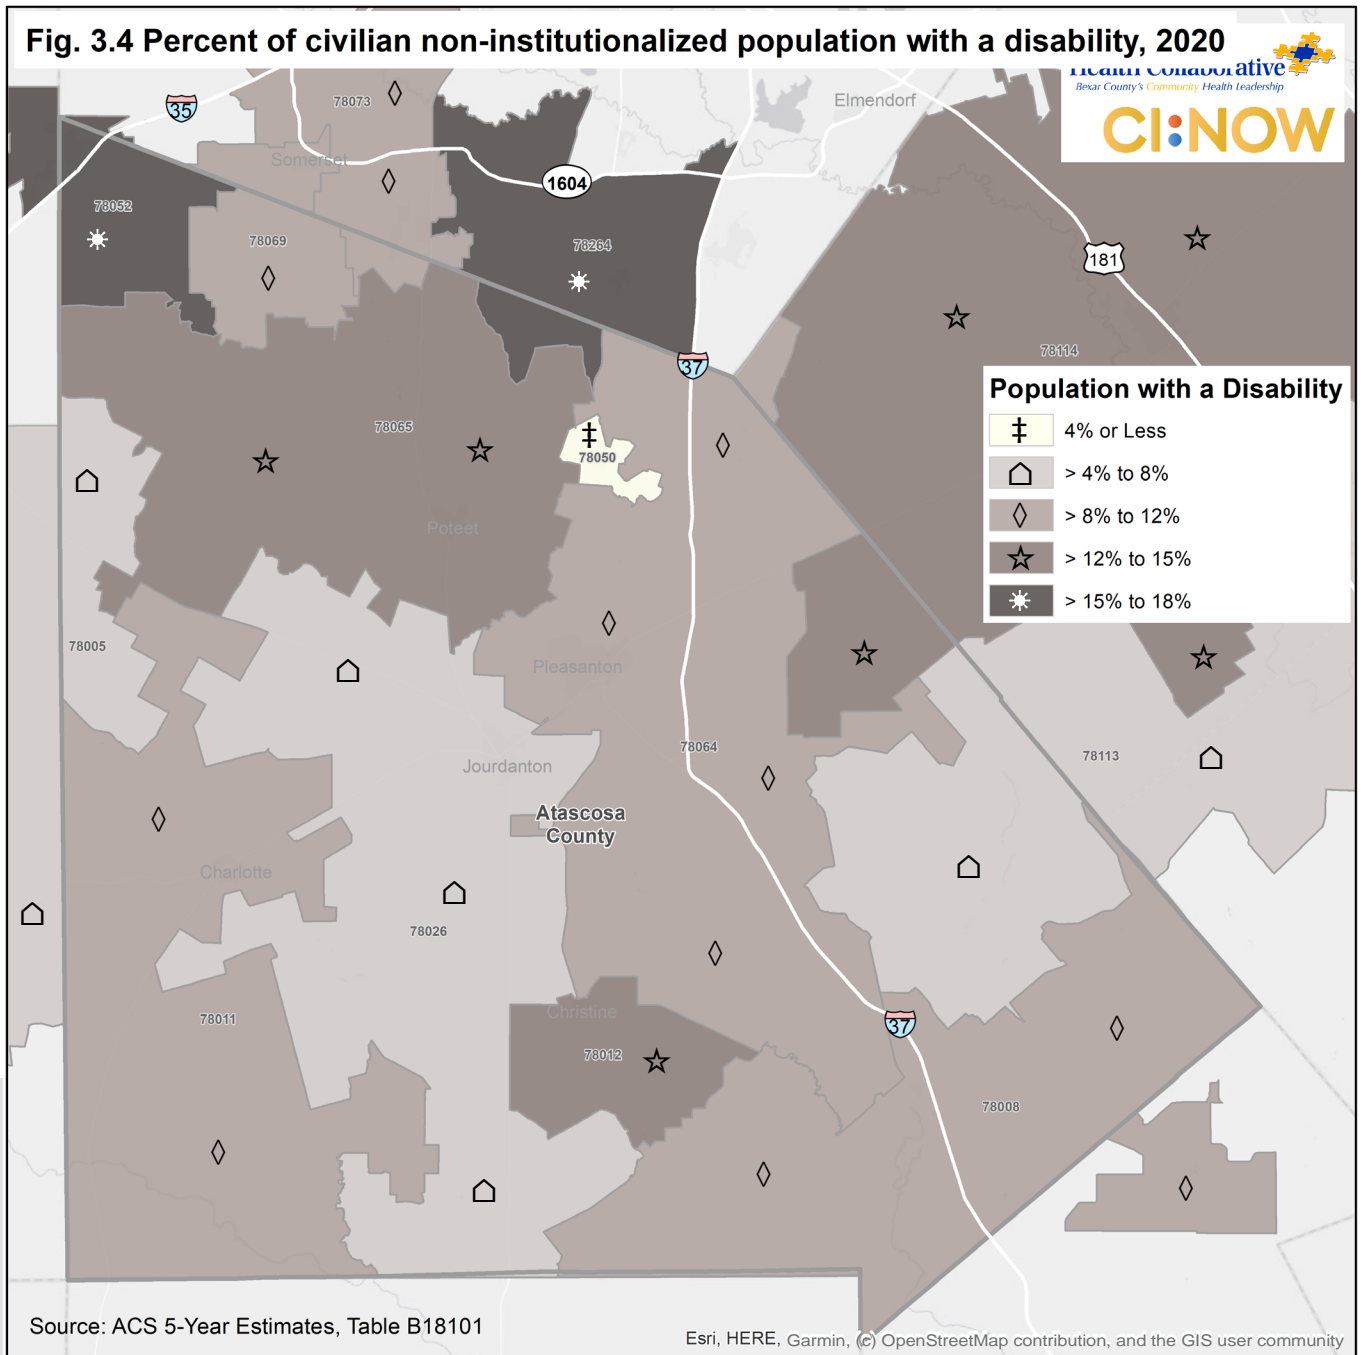 Fig. 3.4 Percent of civilian non-institutionalized population with a disability, 2020
Health Collaborative
Bexar County's Community Health Leadership
CI:NOW
35
78073
Elmendorf
Somerset
1604
78052
78069
78264
181
37
78114
Population with a Disability
4% or Less
> 4% to 8%
> 8% to 12%
> 12% to 15%
> 15% to 18%
78065
78050
Poteet
78005
Pleasanton
78064
78113
Jourdanton
Atascosa
County
Charlotte
78026
78011
Christine
37
78012
78008
Source: ACS 5-Year Estimates, Table B18101
Esri, HERE, Garmin, (c) OpenStreetMap contribution, and the GIS user community